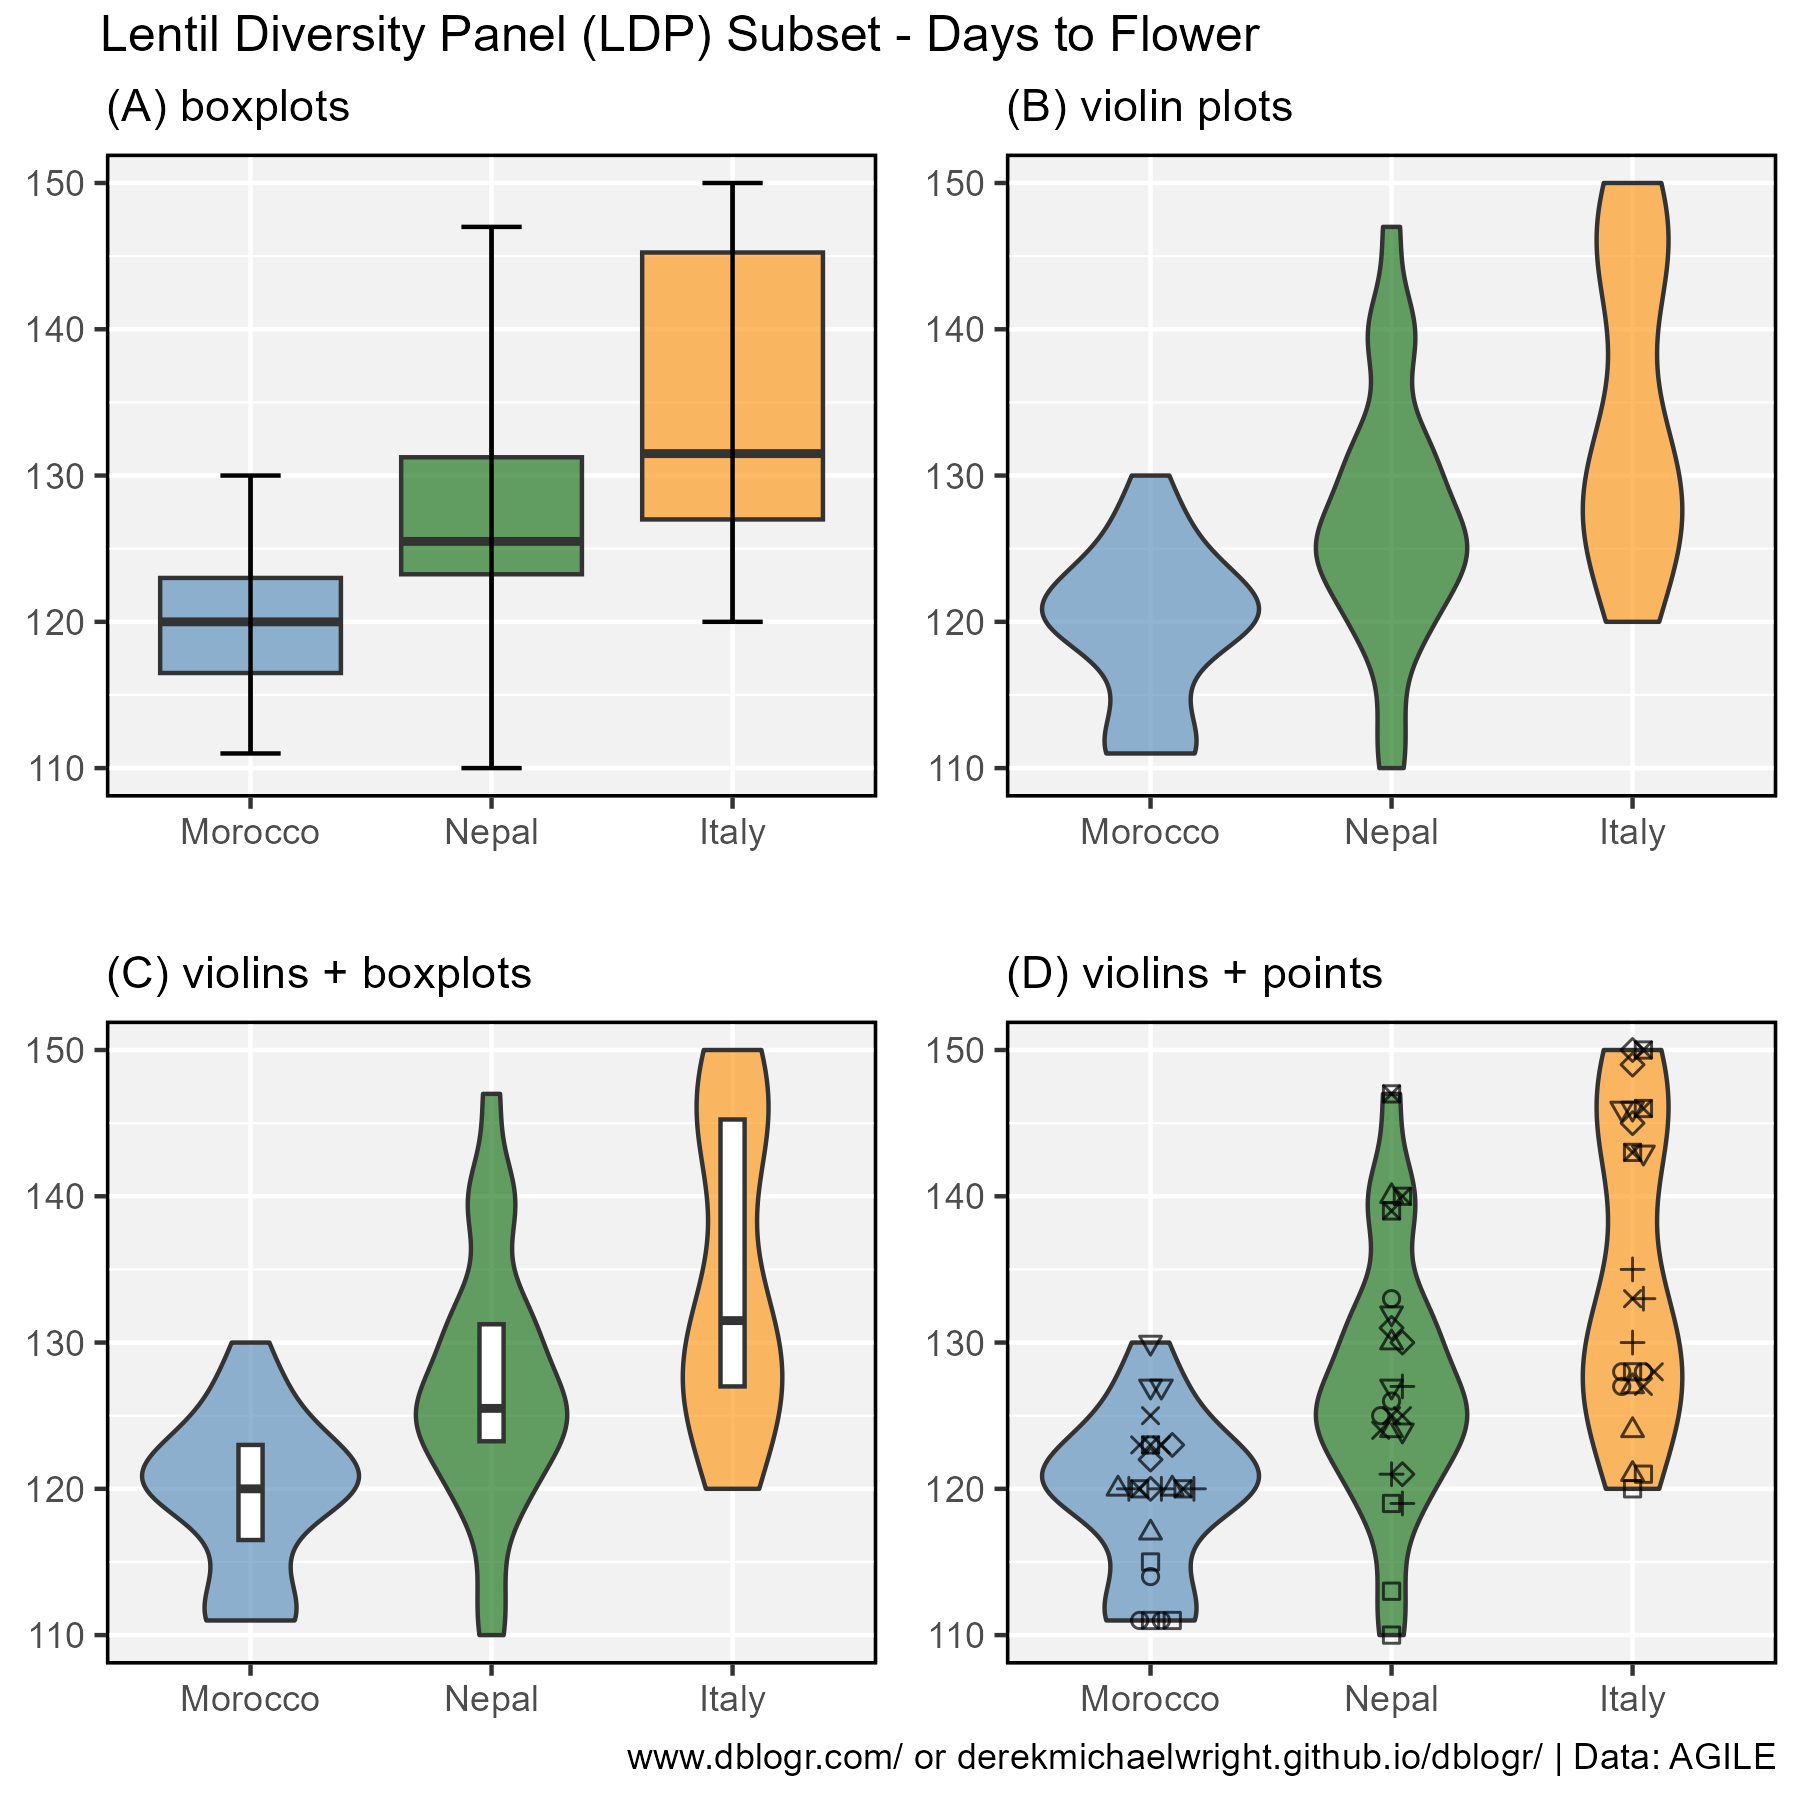 Lentil Diversity Panel (LDP) Subset - Days to Flower
(A) boxplots
150
140
130
120
110
Morocco Nepal Italy
(B) violin plots
150
140
130
120
110
Morocco Nepal Italy
(C) violins + boxplots
150
140
130
120
110
Morocco Nepal Italy
(D) violins + points
150
140
130
120
110
Morocco Nepal Italy
www.dblogr.com/ or derekmichaelwright.github.io/dblogr/ | Data: AGILE